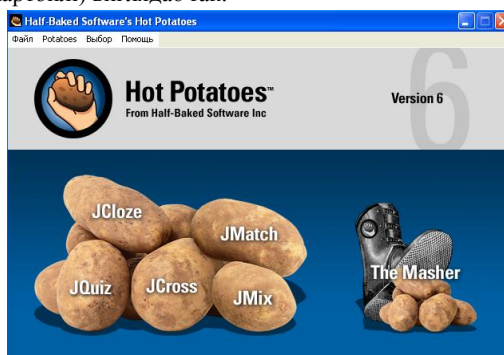 Half-Baked Software's Hot Potatoes
Файл Potatoes Выбор Помощь
Hot Potatoes™
From Half-Baked Software Inc
Version 6
6
JCloze
JMatch
JQuiz
JCross
JMix
The Masher